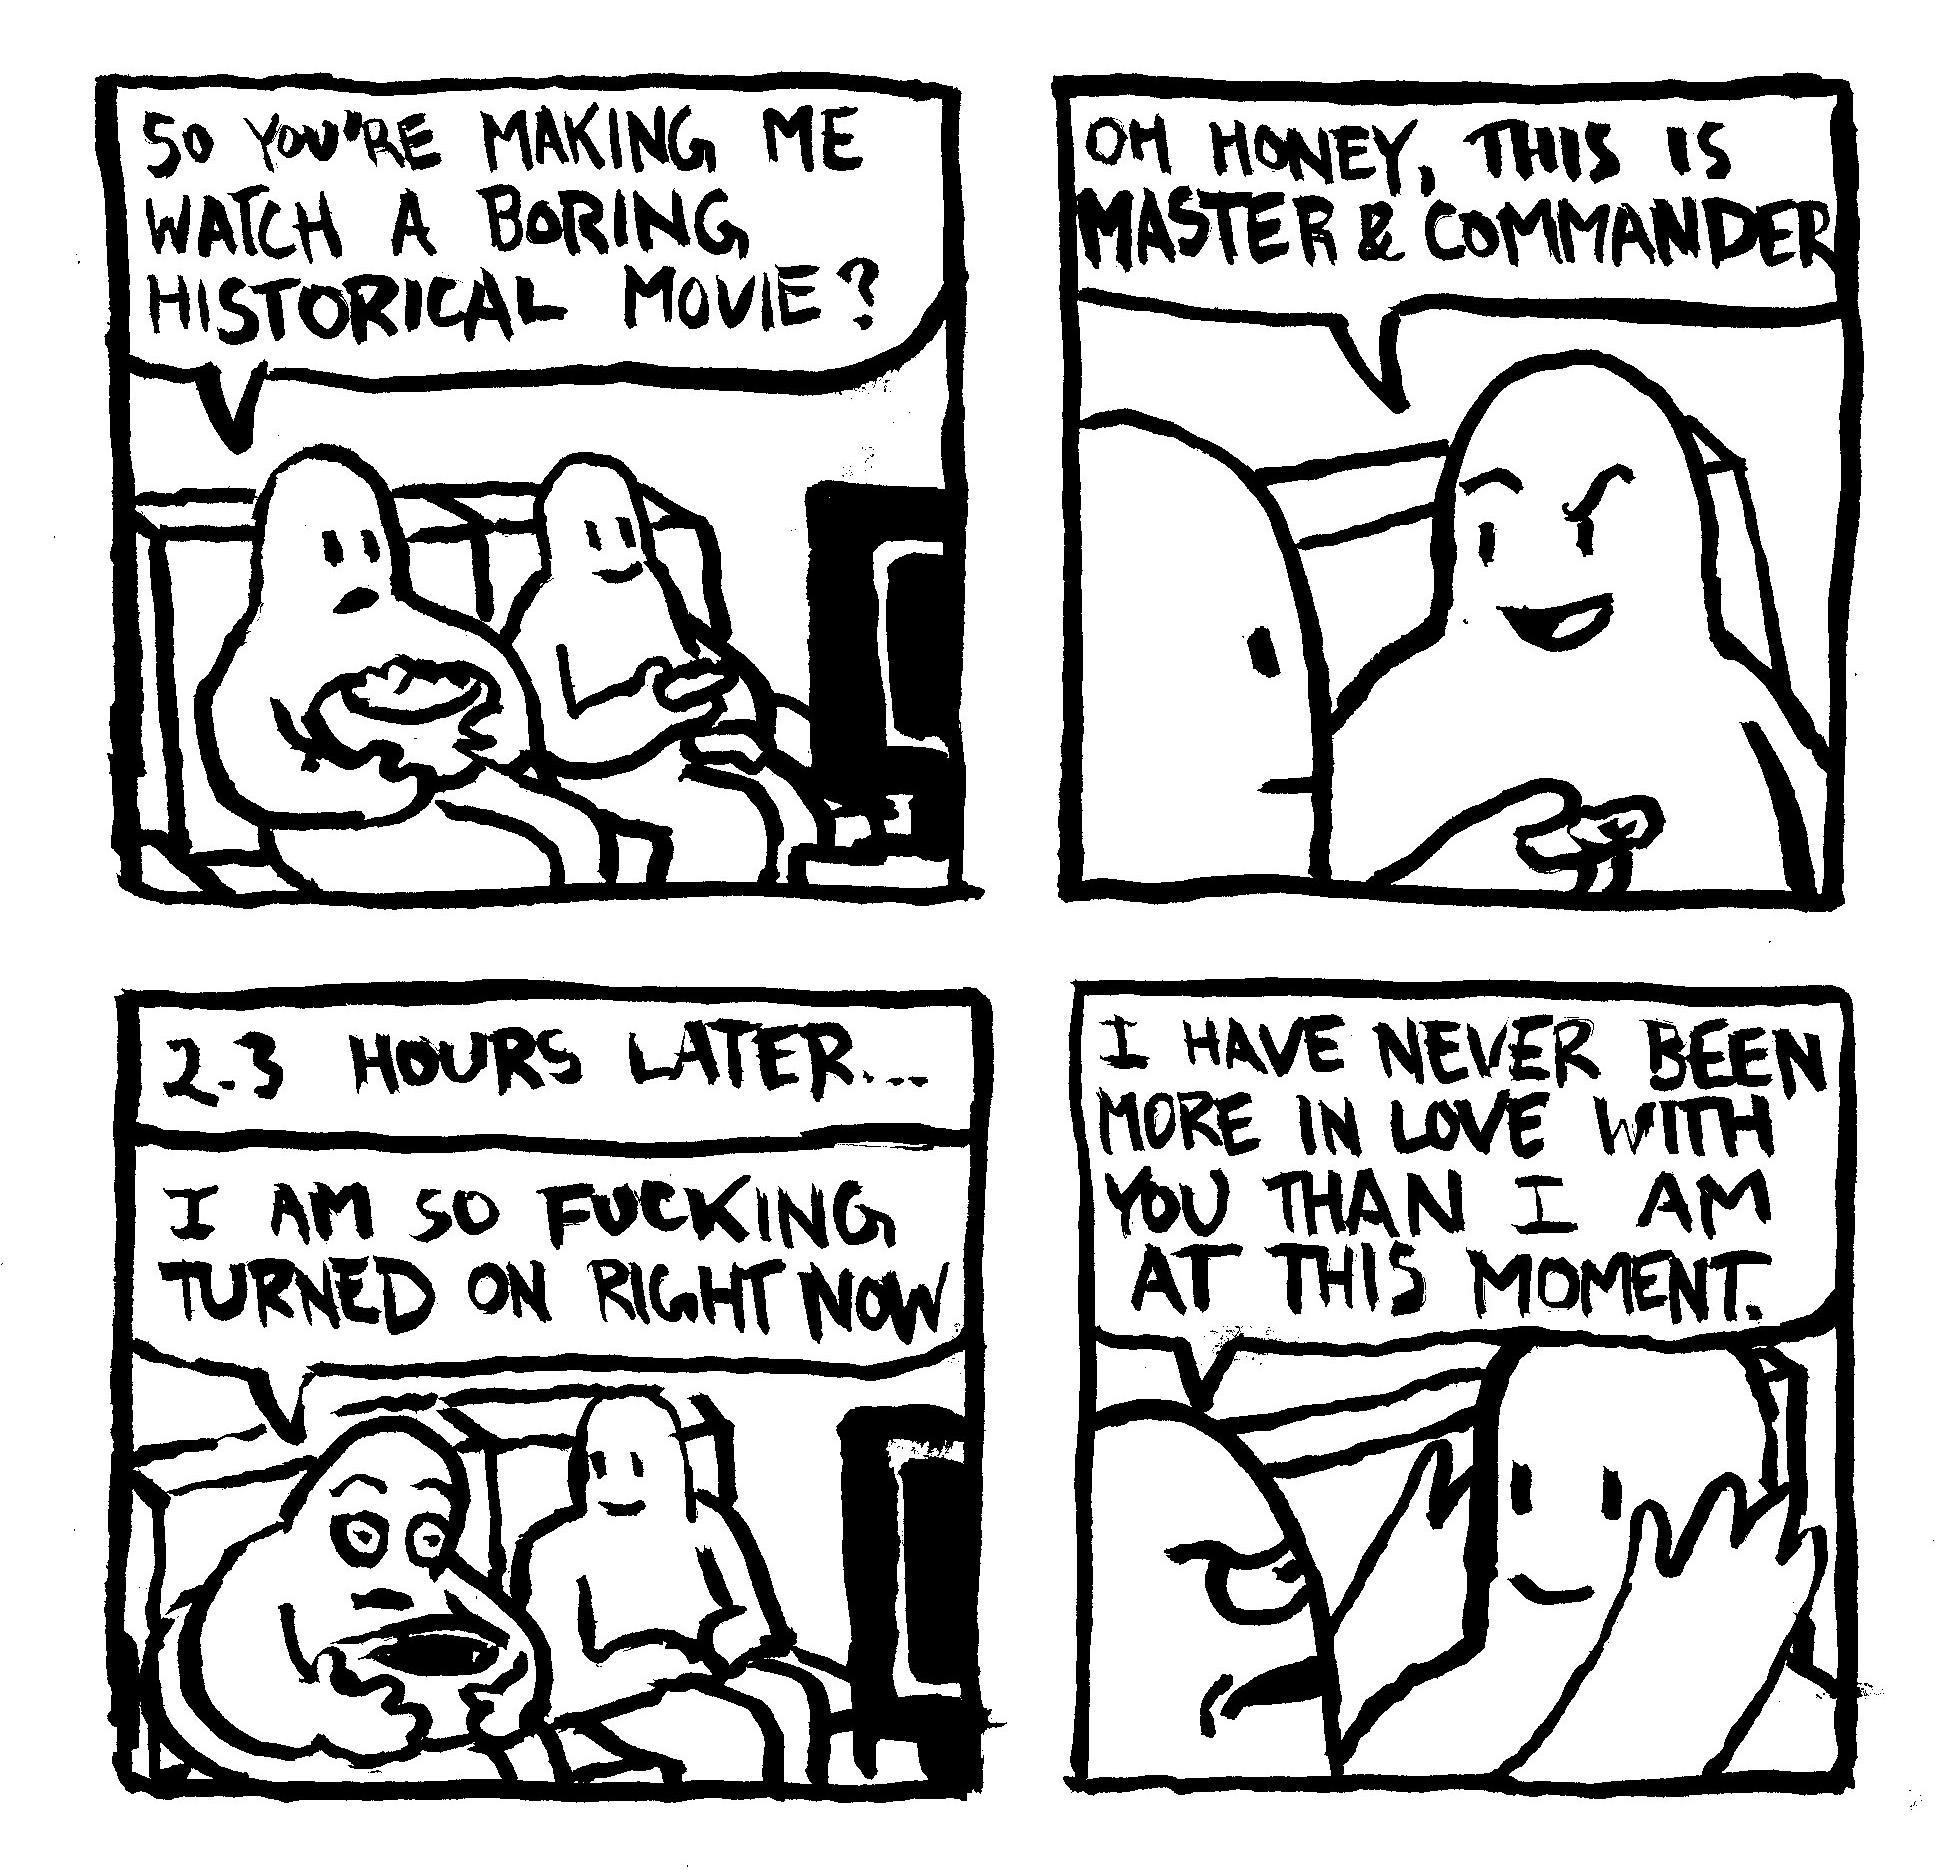 SO YOU'RE MAKING ME
WATCH A BORING
HISTORICAL MOVIE?
OH HONEY, THIS IS
MASTER & COMMANDER
2.3 HOURS LATER...
I AM SO FUCKING
TURNED ON RIGHT NOW
I HAVE NEVER BEEN
MORE IN LOVE WITH
YOU THAN I AM
AT THIS MOMENT.